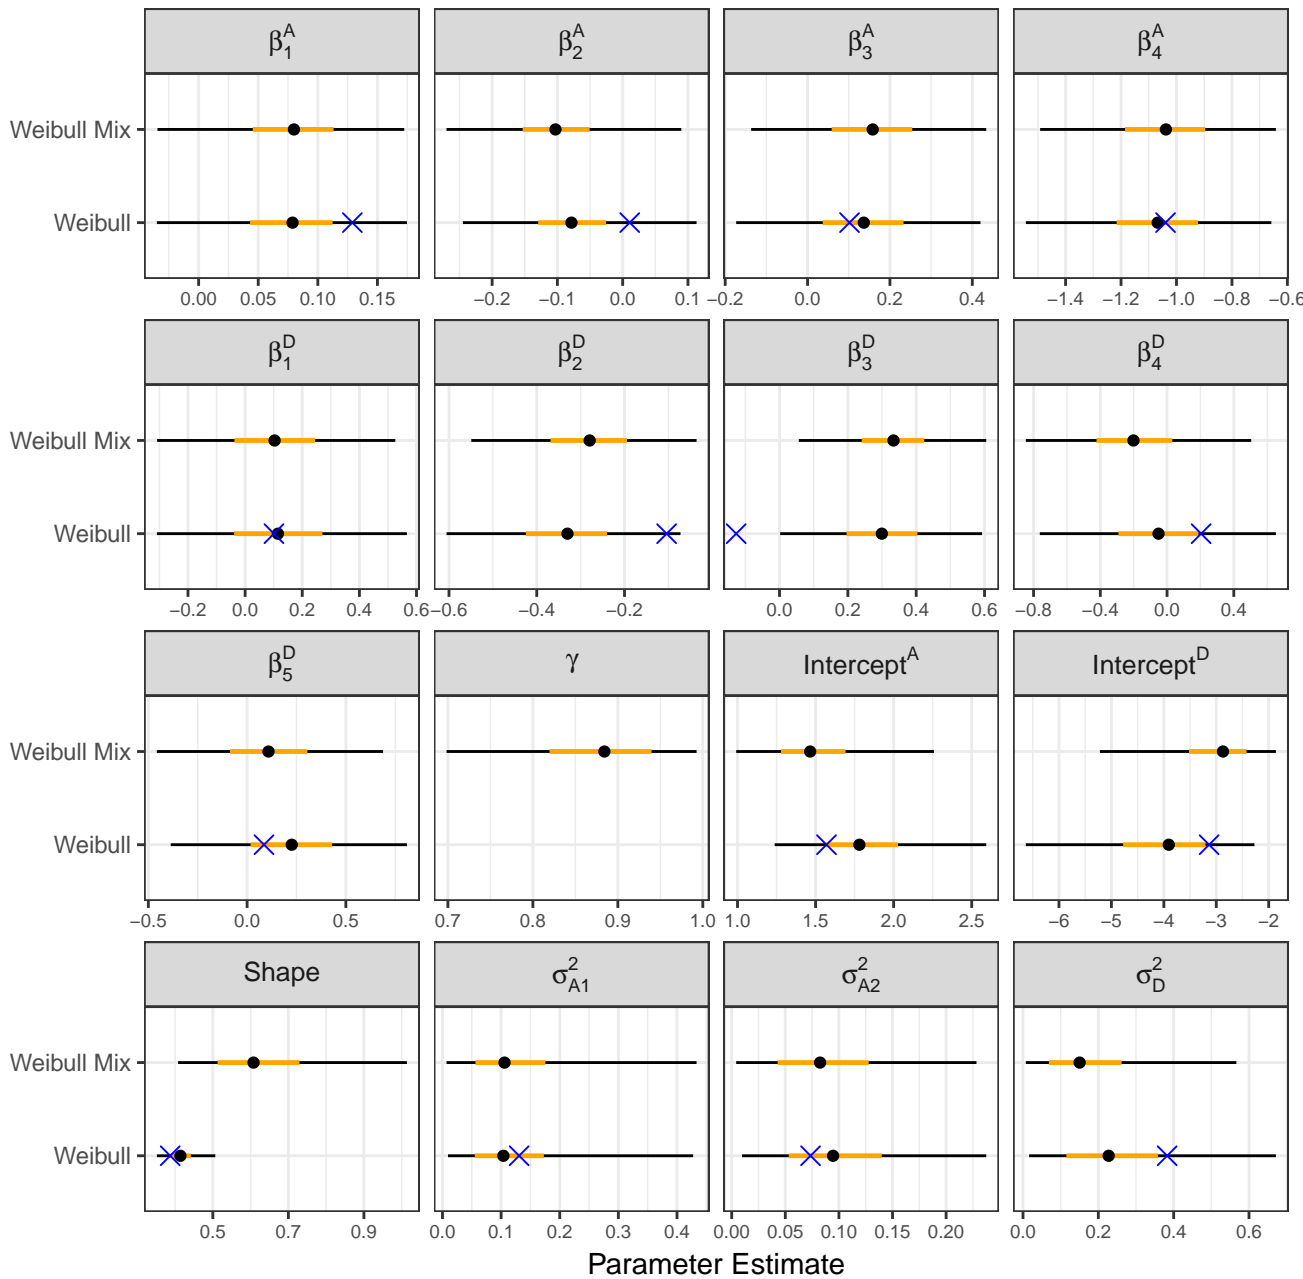 β₁ᴬ β₂ᴬ β₃ᴬ β₄ᴬ
Weibull Mix
Weibull
0.00 0.05 0.10 0.15 −0.2 −0.1 0.0 0.1 −0.2 0.0 0.2 0.4 −1.4 −1.2 −1.0 −0.8 −0.6
β₁ᴰ β₂ᴰ β₃ᴰ β₄ᴰ
Weibull Mix
Weibull
−0.2 0.0 0.2 0.4 0.6 −0.6 −0.4 −0.2 0.0 0.2 0.4 0.6 −0.8 −0.4 0.0 0.4
β₅ᴰ γ Interceptᴬ Interceptᴰ
Weibull Mix
Weibull
−0.5 0.0 0.5 0.7 0.8 0.9 1.0 1.0 1.5 2.0 2.5 −6 −5 −4 −3 −2
Shape σ²A1 σ²A2 σ²D
Weibull Mix
Weibull
0.5 0.7 0.9 0.0 0.1 0.2 0.3 0.4 0.00 0.05 0.10 0.15 0.20 0.0 0.2 0.4 0.6
Parameter Estimate